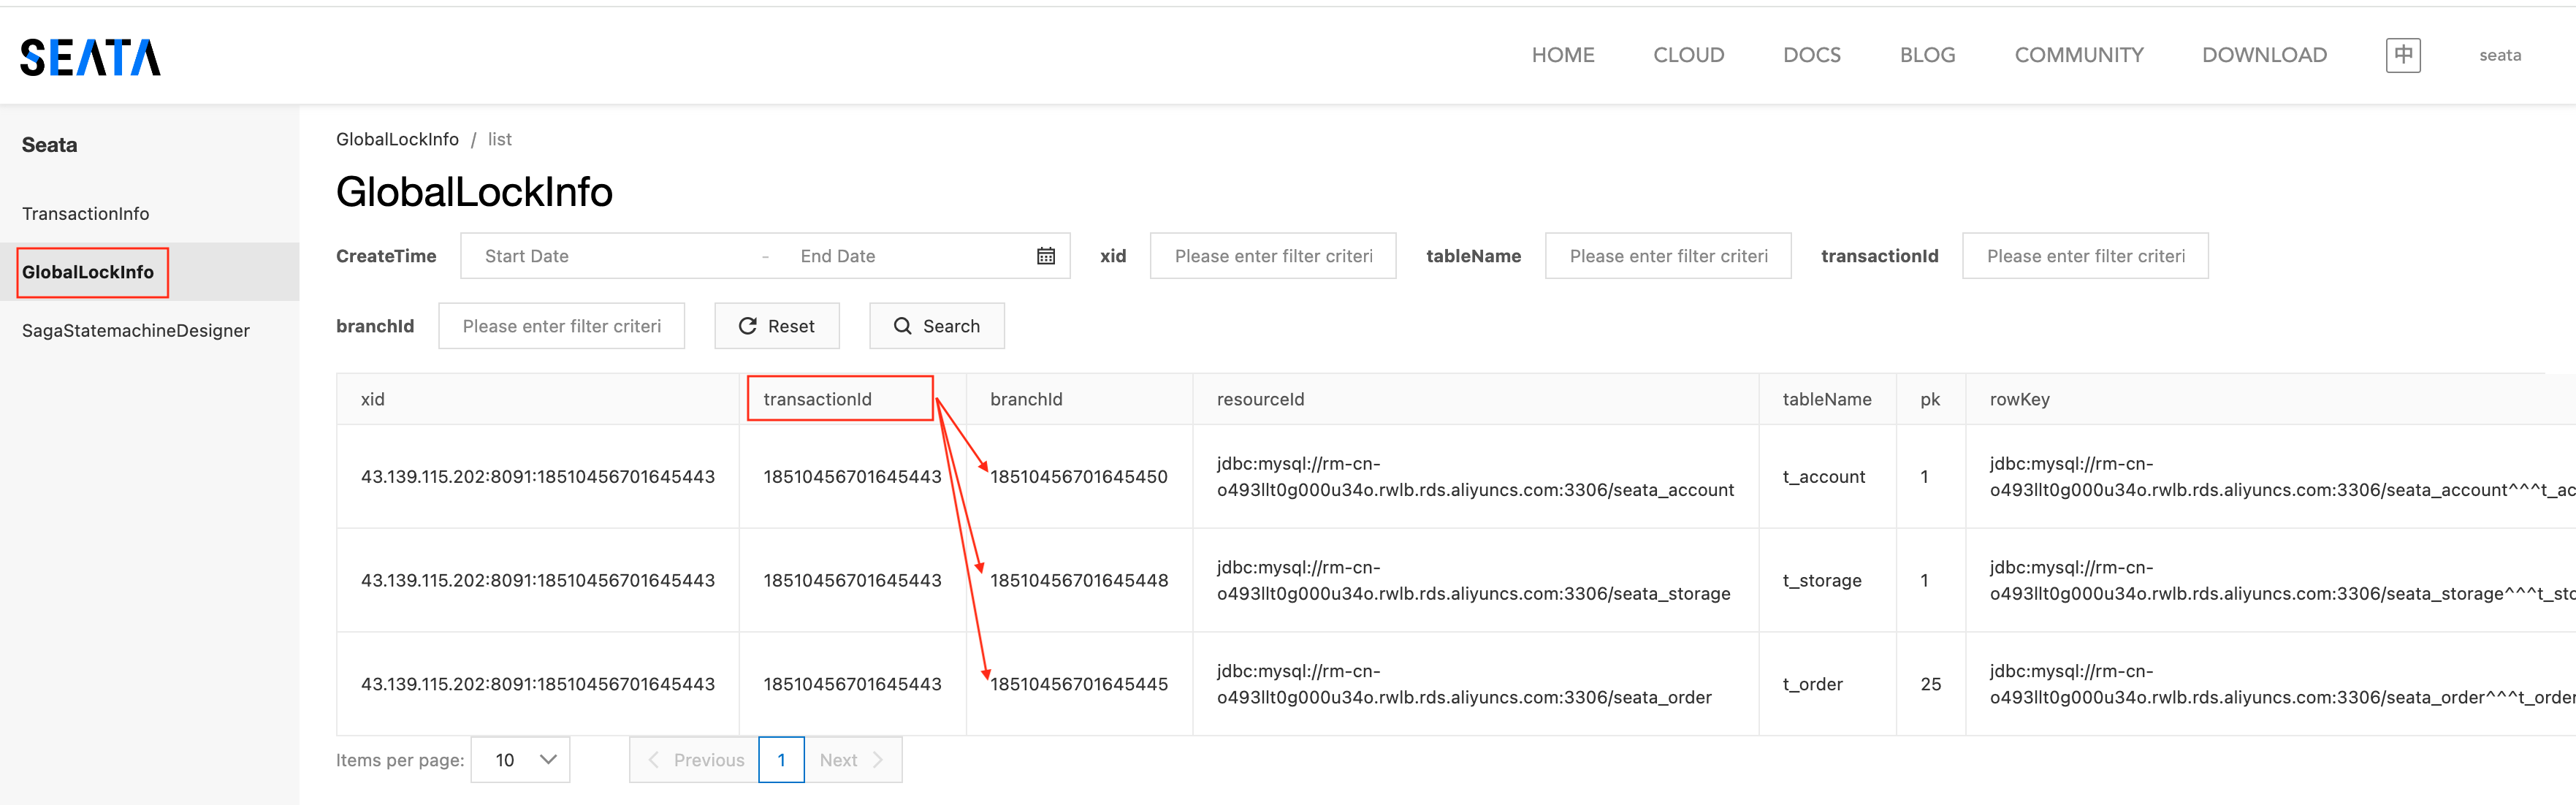 SEATA
HOME CLOUD DOCS BLOG COMMUNITY DOWNLOAD 中 seata
Seata
TransactionInfo
GlobalLockInfo
SagaStatemachineDesigner
GlobalLockInfo / list
GlobalLockInfo
CreateTime Start Date - End Date xid Please enter filter criteri tableName Please enter filter criteri transactionId Please enter filter criteri
branchId Please enter filter criteri Reset Search
xid transactionId branchId resourceId tableName pk rowKey
43.139.115.202:8091:18510456701645443 18510456701645443 18510456701645450 jdbc:mysql://rm-cn- t_account 1 jdbc:mysql://rm-cn-
o493llt0g000u34o.rwlb.rds.aliyuncs.com:3306/seata_account o493llt0g000u34o.rwlb.rds.aliyuncs.com:3306/seata_account^^^t_ac
43.139.115.202:8091:18510456701645443 18510456701645443 18510456701645448 jdbc:mysql://rm-cn- t_storage 1 jdbc:mysql://rm-cn-
o493llt0g000u34o.rwlb.rds.aliyuncs.com:3306/seata_storage o493llt0g000u34o.rwlb.rds.aliyuncs.com:3306/seata_storage^^^t_sto
43.139.115.202:8091:18510456701645443 18510456701645443 18510456701645445 jdbc:mysql://rm-cn- t_order 25 jdbc:mysql://rm-cn-
o493llt0g000u34o.rwlb.rds.aliyuncs.com:3306/seata_order o493llt0g000u34o.rwlb.rds.aliyuncs.com:3306/seata_order^^^t_order
Items per page: 10 Previous 1 Next